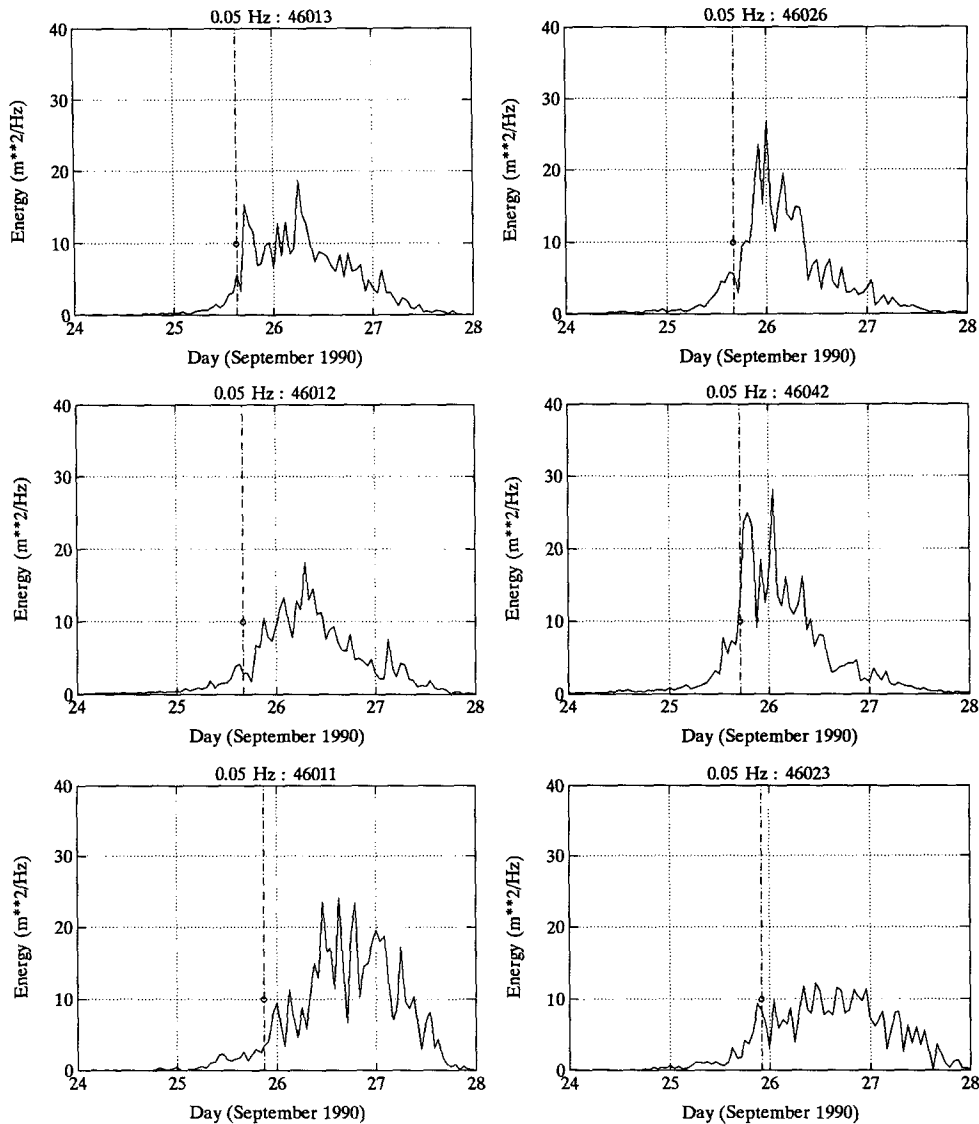 0.05 Hz : 46013
40
30
20
10
0
Energy (m**2/Hz)
24 25 26 27 28
Day (September 1990)
0.05 Hz : 46026
40
30
20
10
0
Energy (m**2/Hz)
24 25 26 27 28
Day (September 1990)
0.05 Hz : 46012
40
30
20
10
0
Energy (m**2/Hz)
24 25 26 27 28
Day (September 1990)
0.05 Hz : 46042
40
30
20
10
0
Energy (m**2/Hz)
24 25 26 27 28
Day (September 1990)
0.05 Hz : 46011
40
30
20
10
0
Energy (m**2/Hz)
24 25 26 27 28
Day (September 1990)
0.05 Hz : 46023
40
30
20
10
0
Energy (m**2/Hz)
24 25 26 27 28
Day (September 1990)